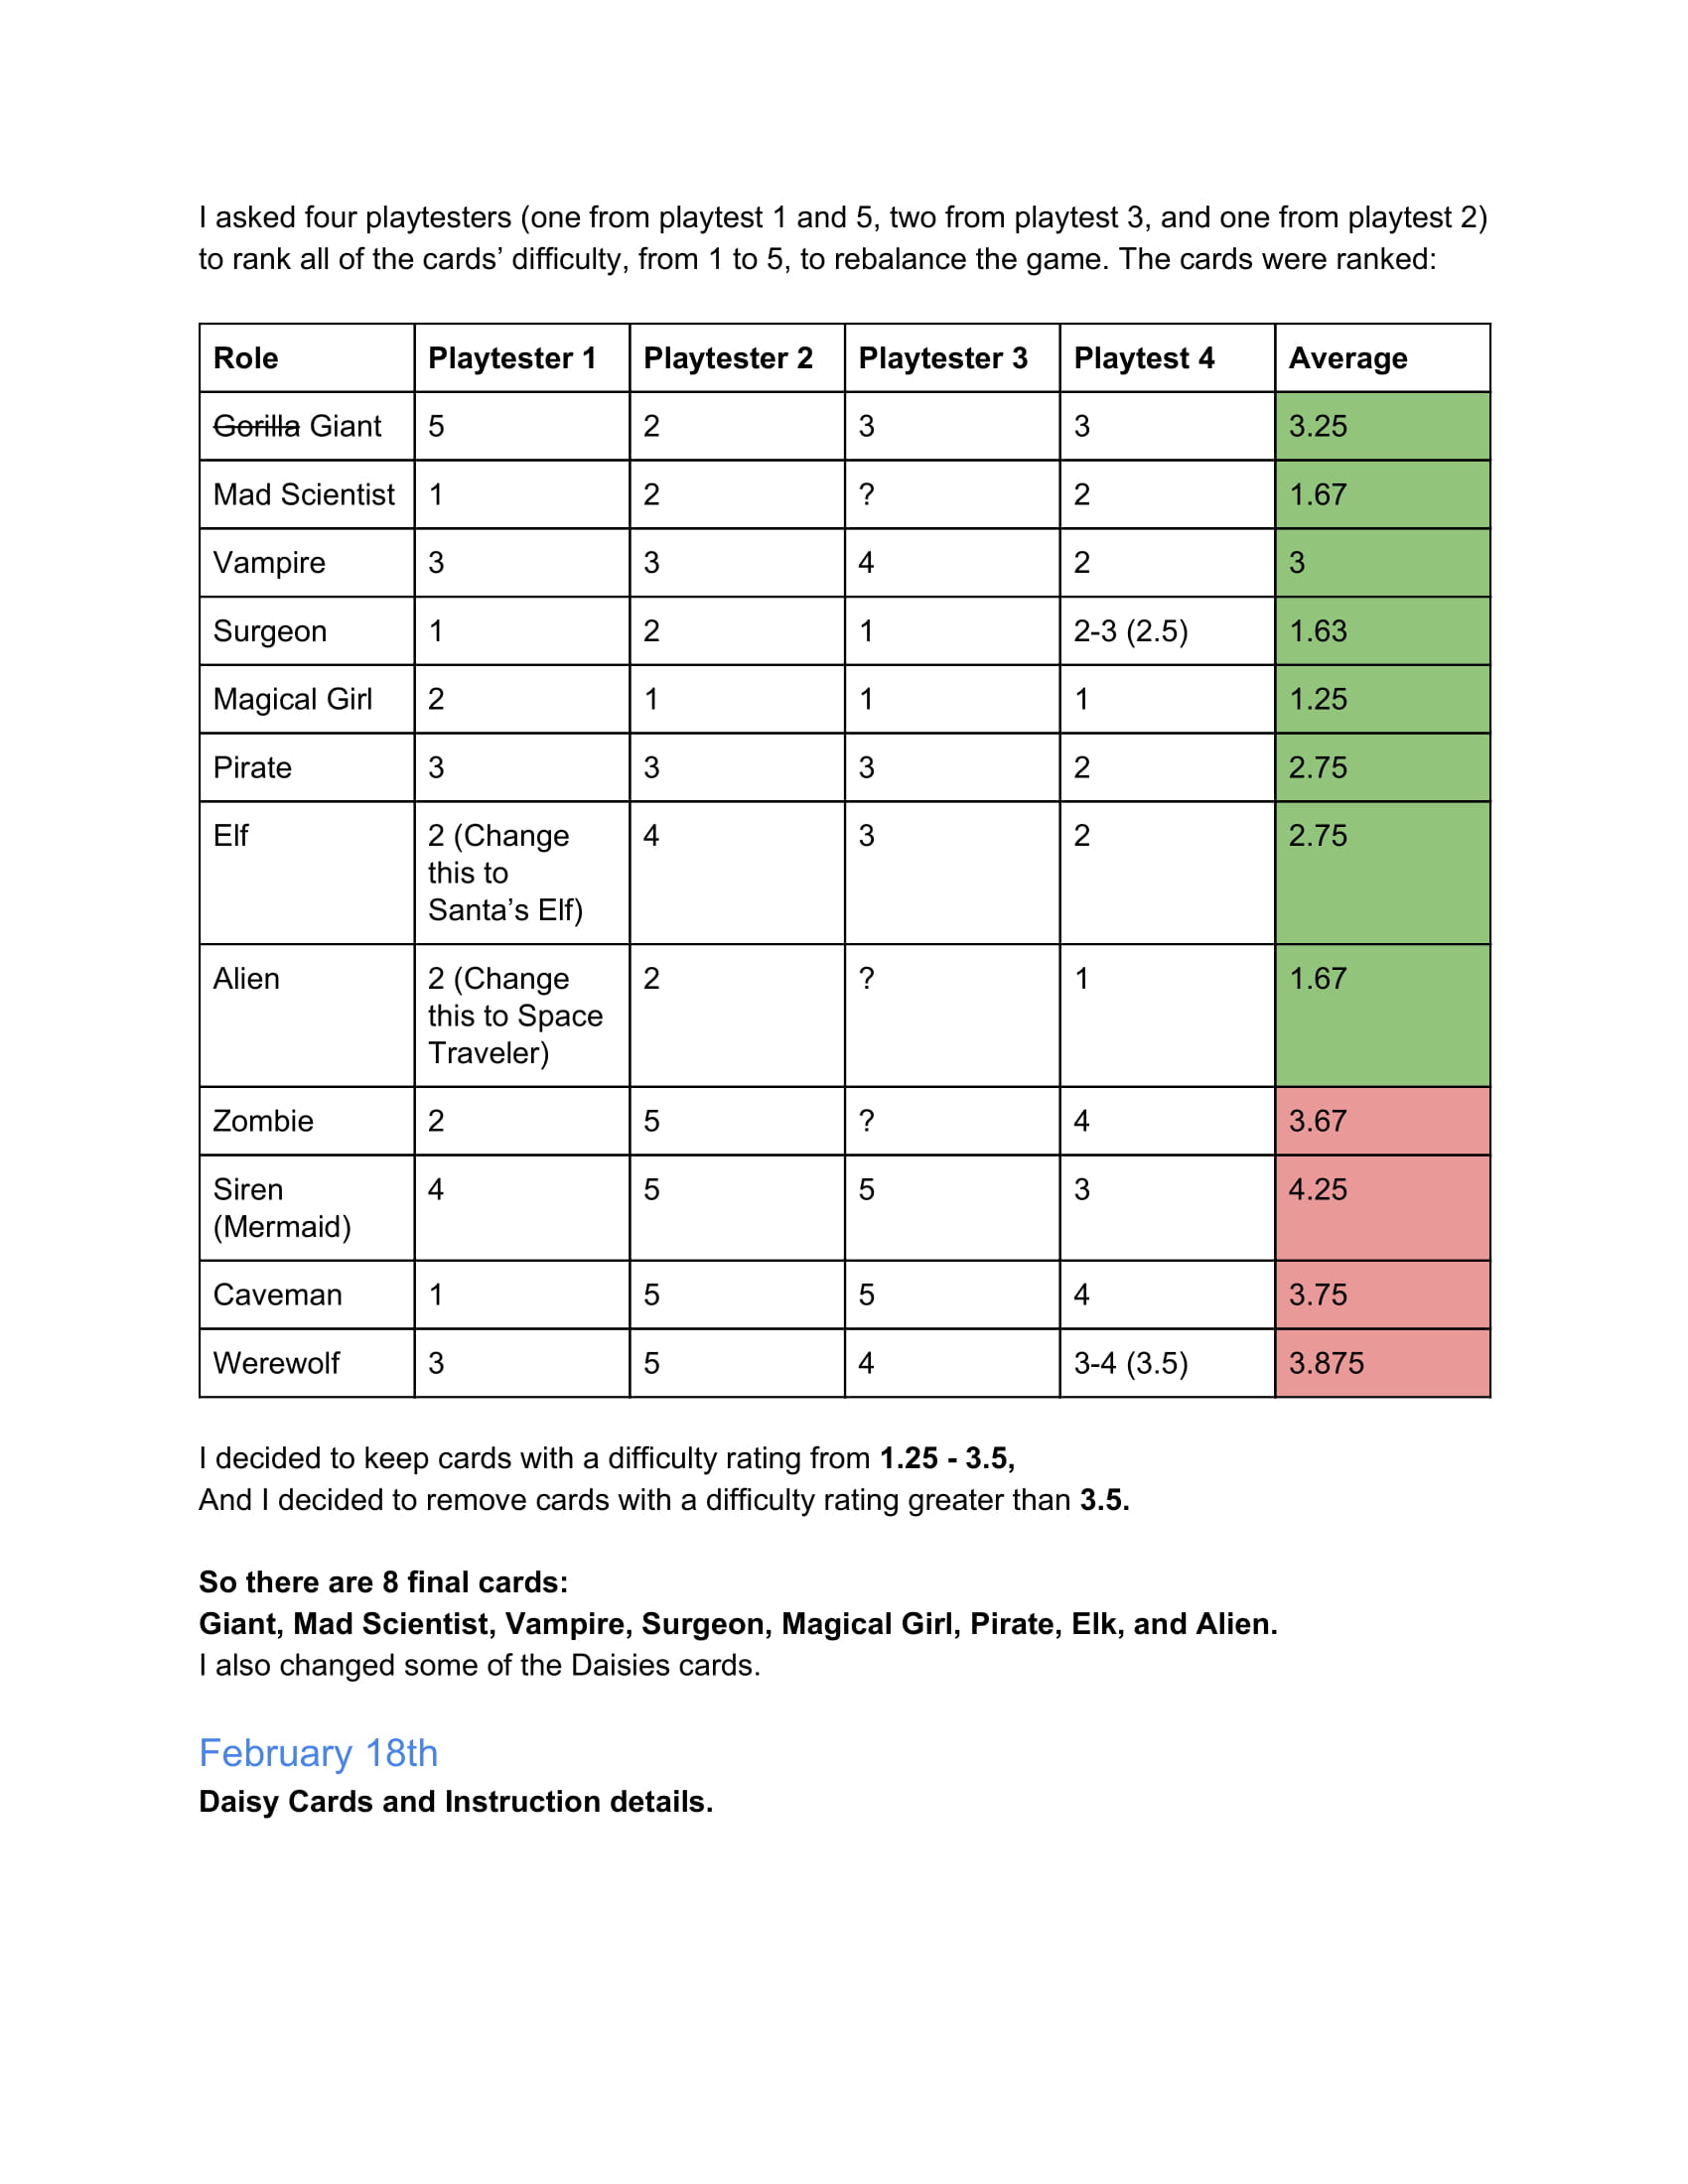 I asked four playtesters (one from playtest 1 and 5, two from playtest 3, and one from playtest 2)
to rank all of the cards’ difficulty, from 1 to 5, to rebalance the game. The cards were ranked:
Role Playtester 1 Playtester 2 Playtester 3 Playtest 4 Average
Gorilla Giant 5 2 3 3 3.25
Mad Scientist 1 2 ? 2 1.67
Vampire 3 3 4 2 3
Surgeon 1 2 1 2-3 (2.5) 1.63
Magical Girl 2 1 1 1 1.25
Pirate 3 3 3 2 2.75
Elf 2 (Change 4 3 2 2.75
this to
Santa’s Elf)
Alien 2 (Change 2 ? 1 1.67
this to Space
Traveler)
Zombie 2 5 ? 4 3.67
Siren 4 5 5 3 4.25
(Mermaid)
Caveman 1 5 5 4 3.75
Werewolf 3 5 4 3-4 (3.5) 3.875
I decided to keep cards with a difficulty rating from 1.25 - 3.5,
And I decided to remove cards with a difficulty rating greater than 3.5.
So there are 8 final cards:
Giant, Mad Scientist, Vampire, Surgeon, Magical Girl, Pirate, Elk, and Alien.
I also changed some of the Daisies cards.
February 18th
Daisy Cards and Instruction details.